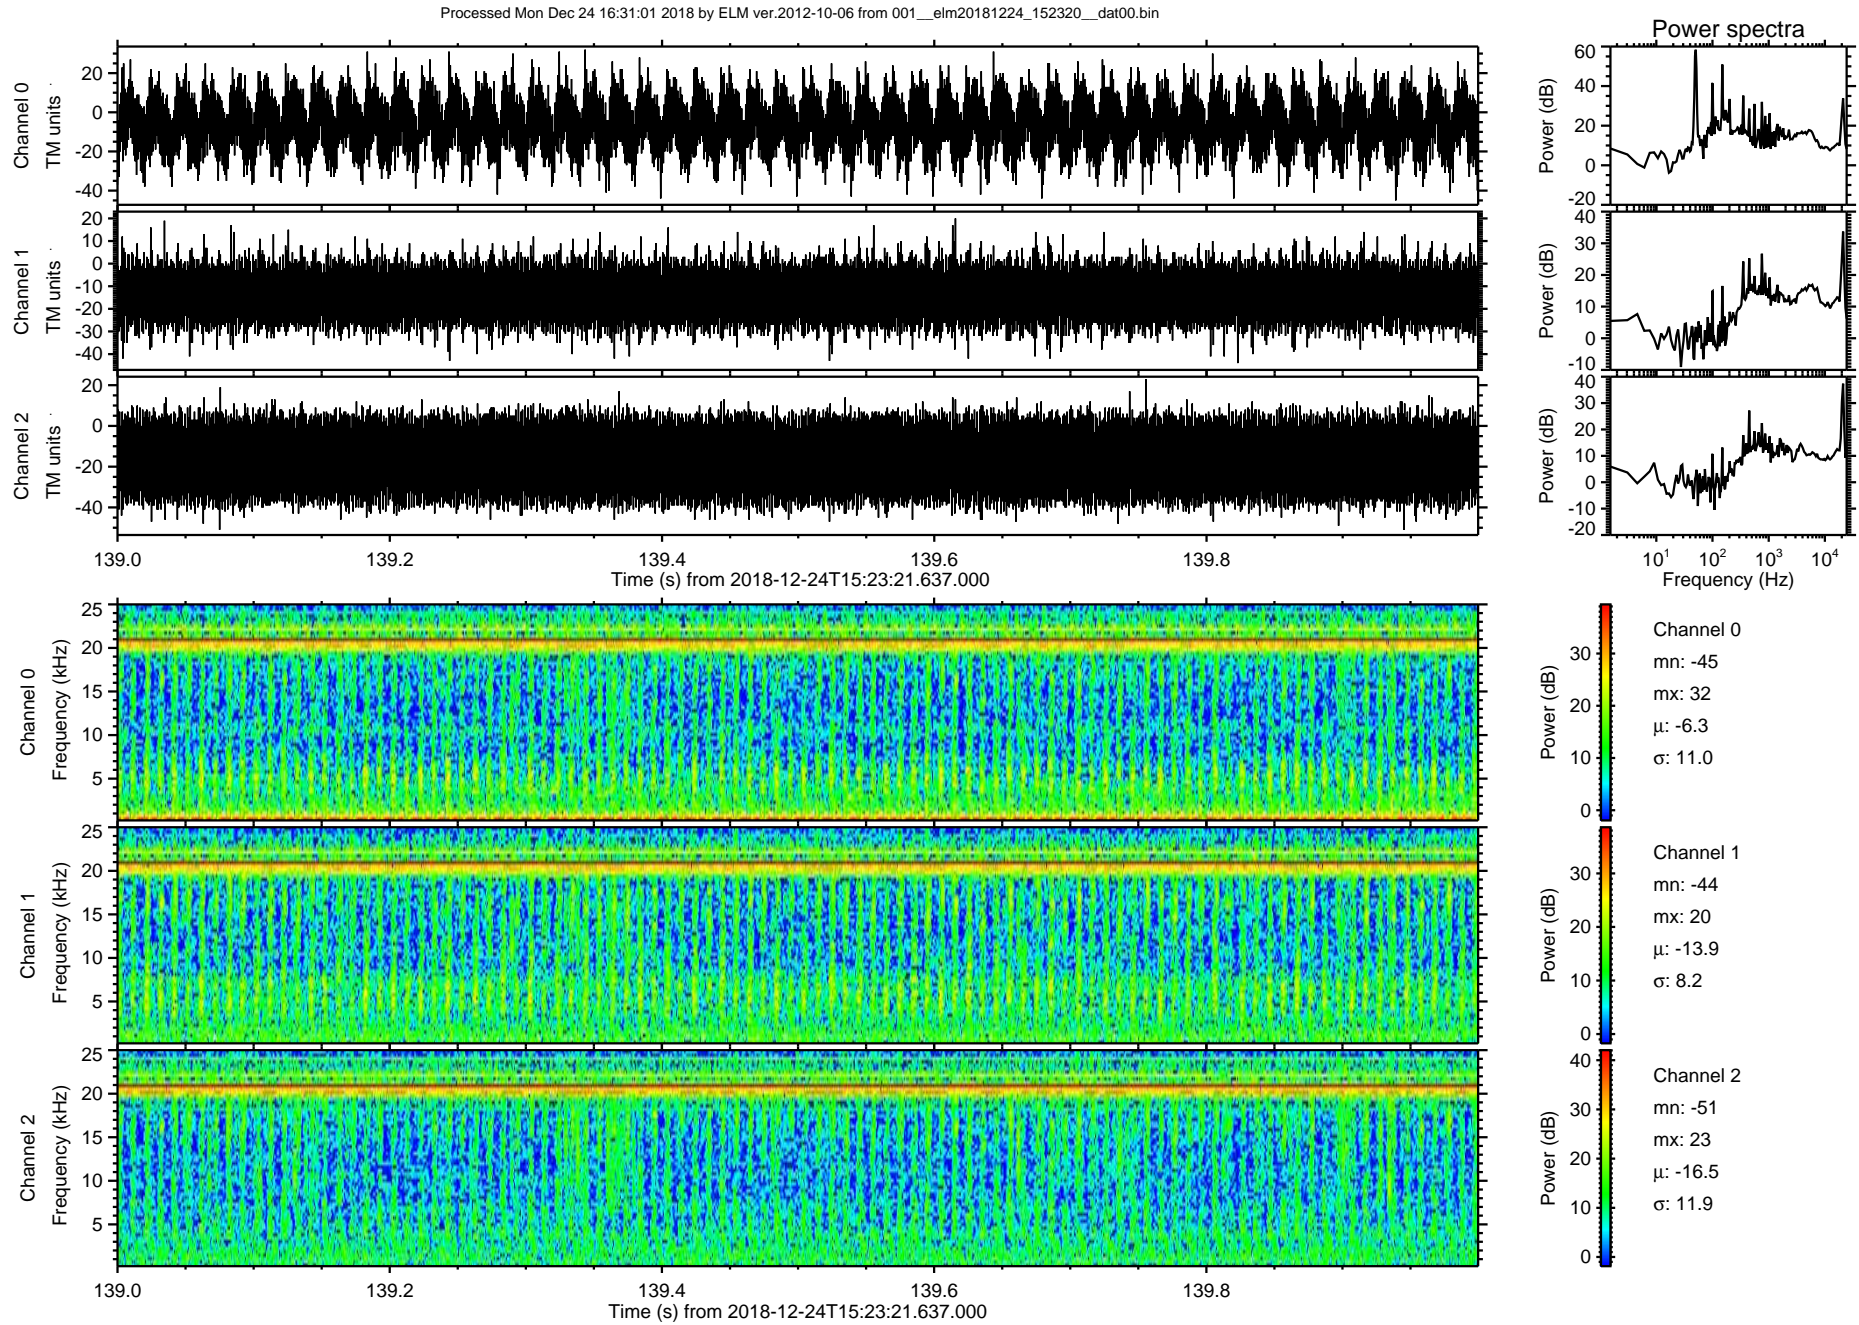 Processed Mon Dec 24 16:31:01 2018 by ELM ver.2012-10-06 from 001__elm20181224_152320__dat00.bin
Power spectra
Channel 0
TM units
20
0
-20
-40
Power (dB)
60
40
20
0
-20
Channel 1
TM units
20
10
0
-10
-20
-30
-40
Power (dB)
40
30
20
10
0
-10
Channel 2
TM units
20
0
-20
-40
Power (dB)
40
30
20
10
0
-10
-20
139.0 139.2 139.4 139.6 139.8
Time (s) from 2018-12-24T15:23:21.637.000
10¹ 10² 10³ 10⁴
Frequency (Hz)
Channel 0
Frequency (kHz)
25
20
15
10
5
Power (dB)
30
20
10
0
Channel 0
mn: -45
mx: 32
μ: -6.3
σ: 11.0
Channel 1
Frequency (kHz)
25
20
15
10
5
Power (dB)
30
20
10
0
Channel 1
mn: -44
mx: 20
μ: -13.9
σ: 8.2
Channel 2
Frequency (kHz)
25
20
15
10
5
Power (dB)
40
30
20
10
0
Channel 2
mn: -51
mx: 23
μ: -16.5
σ: 11.9
139.0 139.2 139.4 139.6 139.8
Time (s) from 2018-12-24T15:23:21.637.000